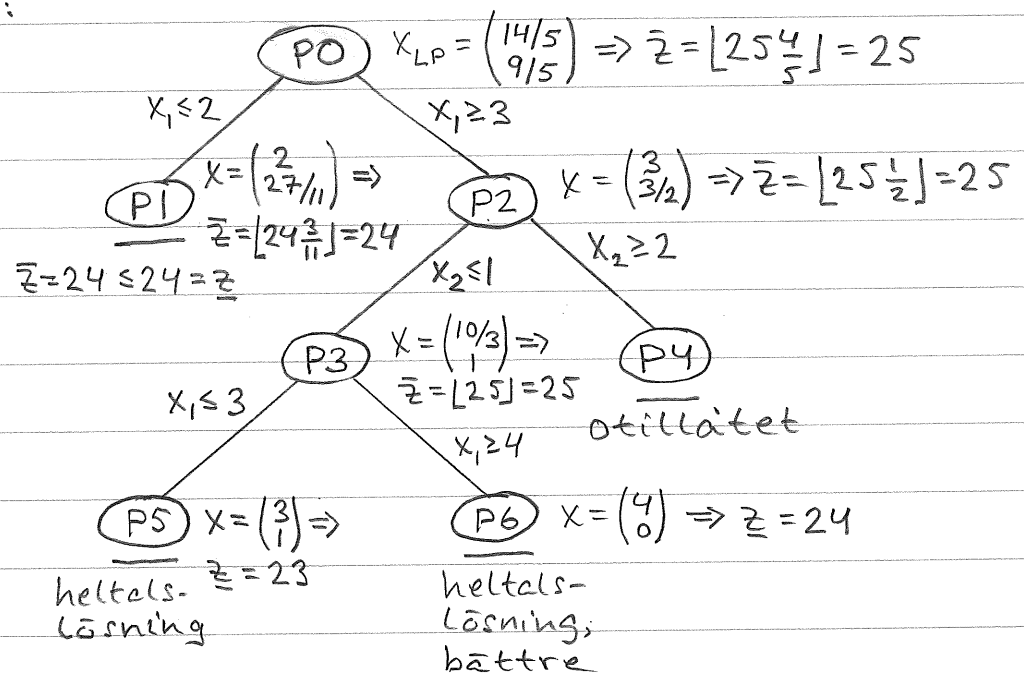 :
P0 X_LP = (14/5 9/5) => z̄ = ⌊25 4/5⌋ = 25
x₁ ≤ 2 x₁ ≥ 3
P1 x = (2 27/11) =>
z̄ = ⌊24 3/11⌋ = 24
z̄ = 24 ≤ 24 = z̲
P2 x = (3 3/2) => z̄ = ⌊25 1/2⌋ = 25
x₂ ≤ 1 x₂ ≥ 2
P3 x = (10/3 1) =>
z̄ = ⌊25⌋ = 25
P4
otillåtet
x₁ ≤ 3 x₁ ≥ 4
P5 x = (3 1) =>
z̲ = 23
heltals-
lösning
P6 x = (4 0) => z̲ = 24
heltals-
lösning,
bättre